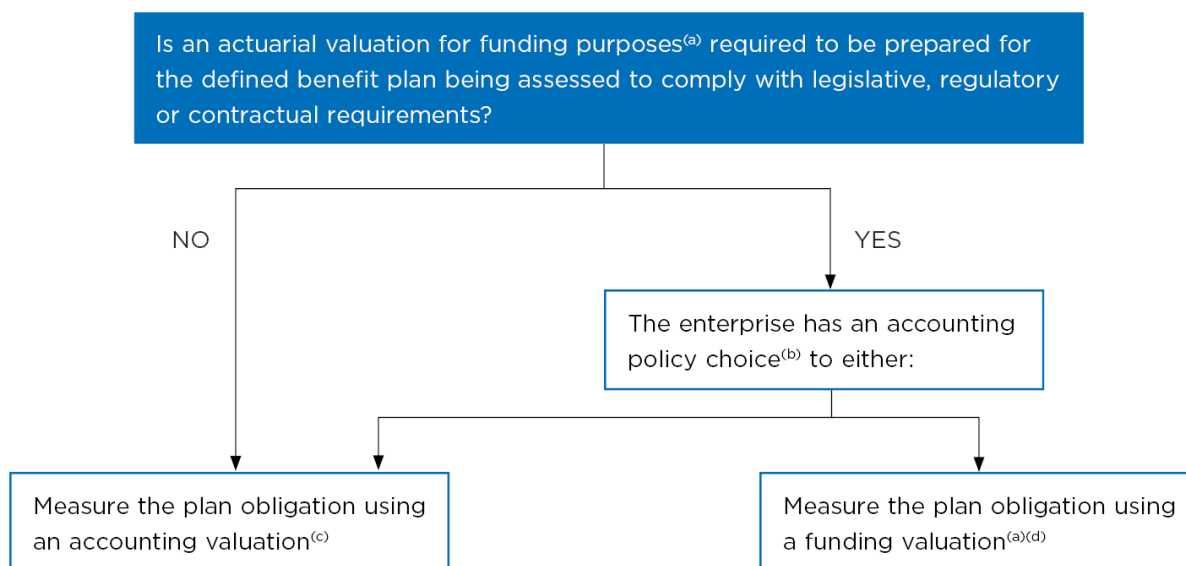 Is an actuarial valuation for funding purposes(a) required to be prepared for
the defined benefit plan being assessed to comply with legislative, regulatory
or contractual requirements?
NO
YES
The enterprise has an accounting
policy choice(b) to either:
Measure the plan obligation using
an accounting valuation(c)
Measure the plan obligation using
a funding valuation(a)(d)